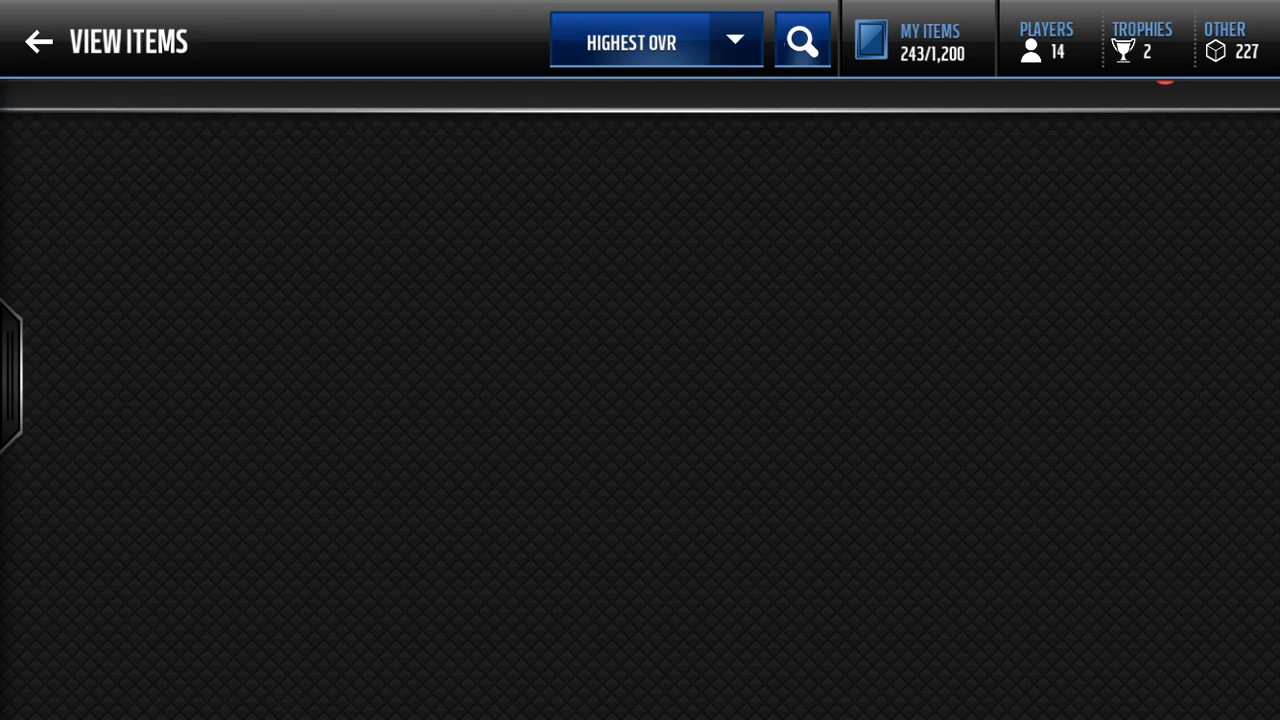 VIEW ITEMS
HIGHEST OVR
MY ITEMS
243/1,200
PLAYERS
14
TROPHIES
2
OTHER
227